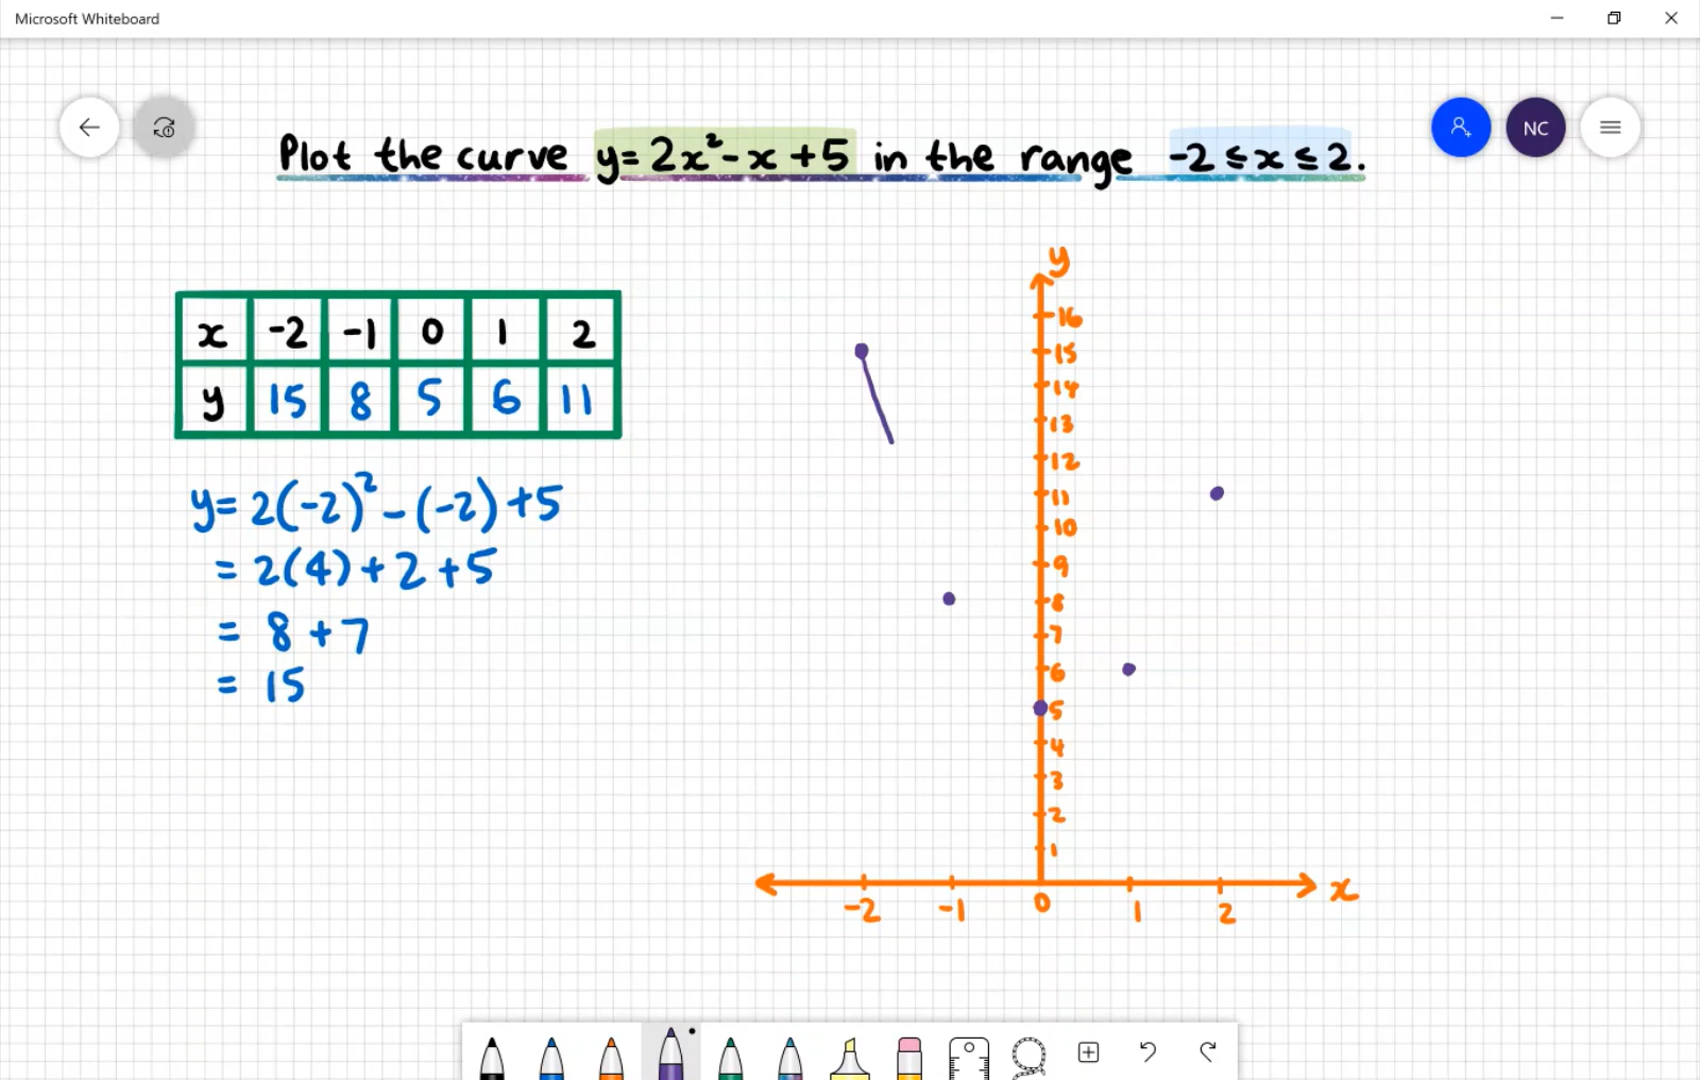 Microsoft Whiteboard
NC
Plot the curve y=2x²-x+5 in the range -2≤x≤2.
x -2 -1 0 1 2
y 15 8 5 6 11
y=2(-2)²-(-2)+5
=2(4)+2+5
=8+7
=15
y
16
15
14
13
12
11
10
9
8
7
6
5
4
3
2
1
-2 -1 0 1 2 x